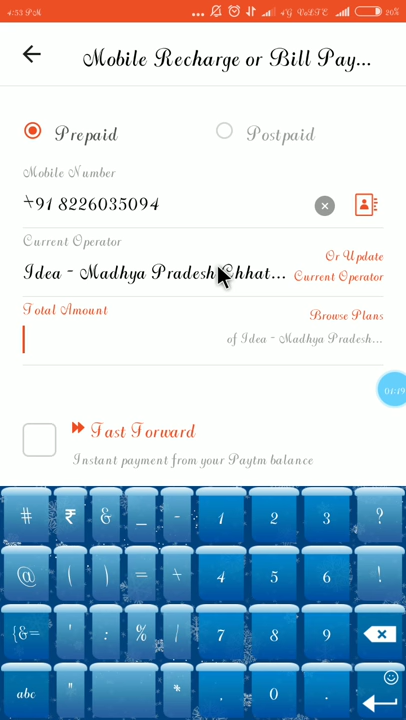 4:53 PM ... 4G VoLTE 20%
Mobile Recharge or Bill Pay...
Prepaid Postpaid
Mobile Number
+91 8226035094
Current Operator
Or Update
Idea - Madhya Pradesh Chhat... Current Operator
Total Amount Browse Plans
of Idea - Madhya Pradesh...
01:19
Fast Forward
Instant payment from your Paytm balance
# ₹ & _ - 1 2 3 ?
@ ( ) = + 4 5 6 !
{&= ' : % / 7 8 9
abc " * , 0 .